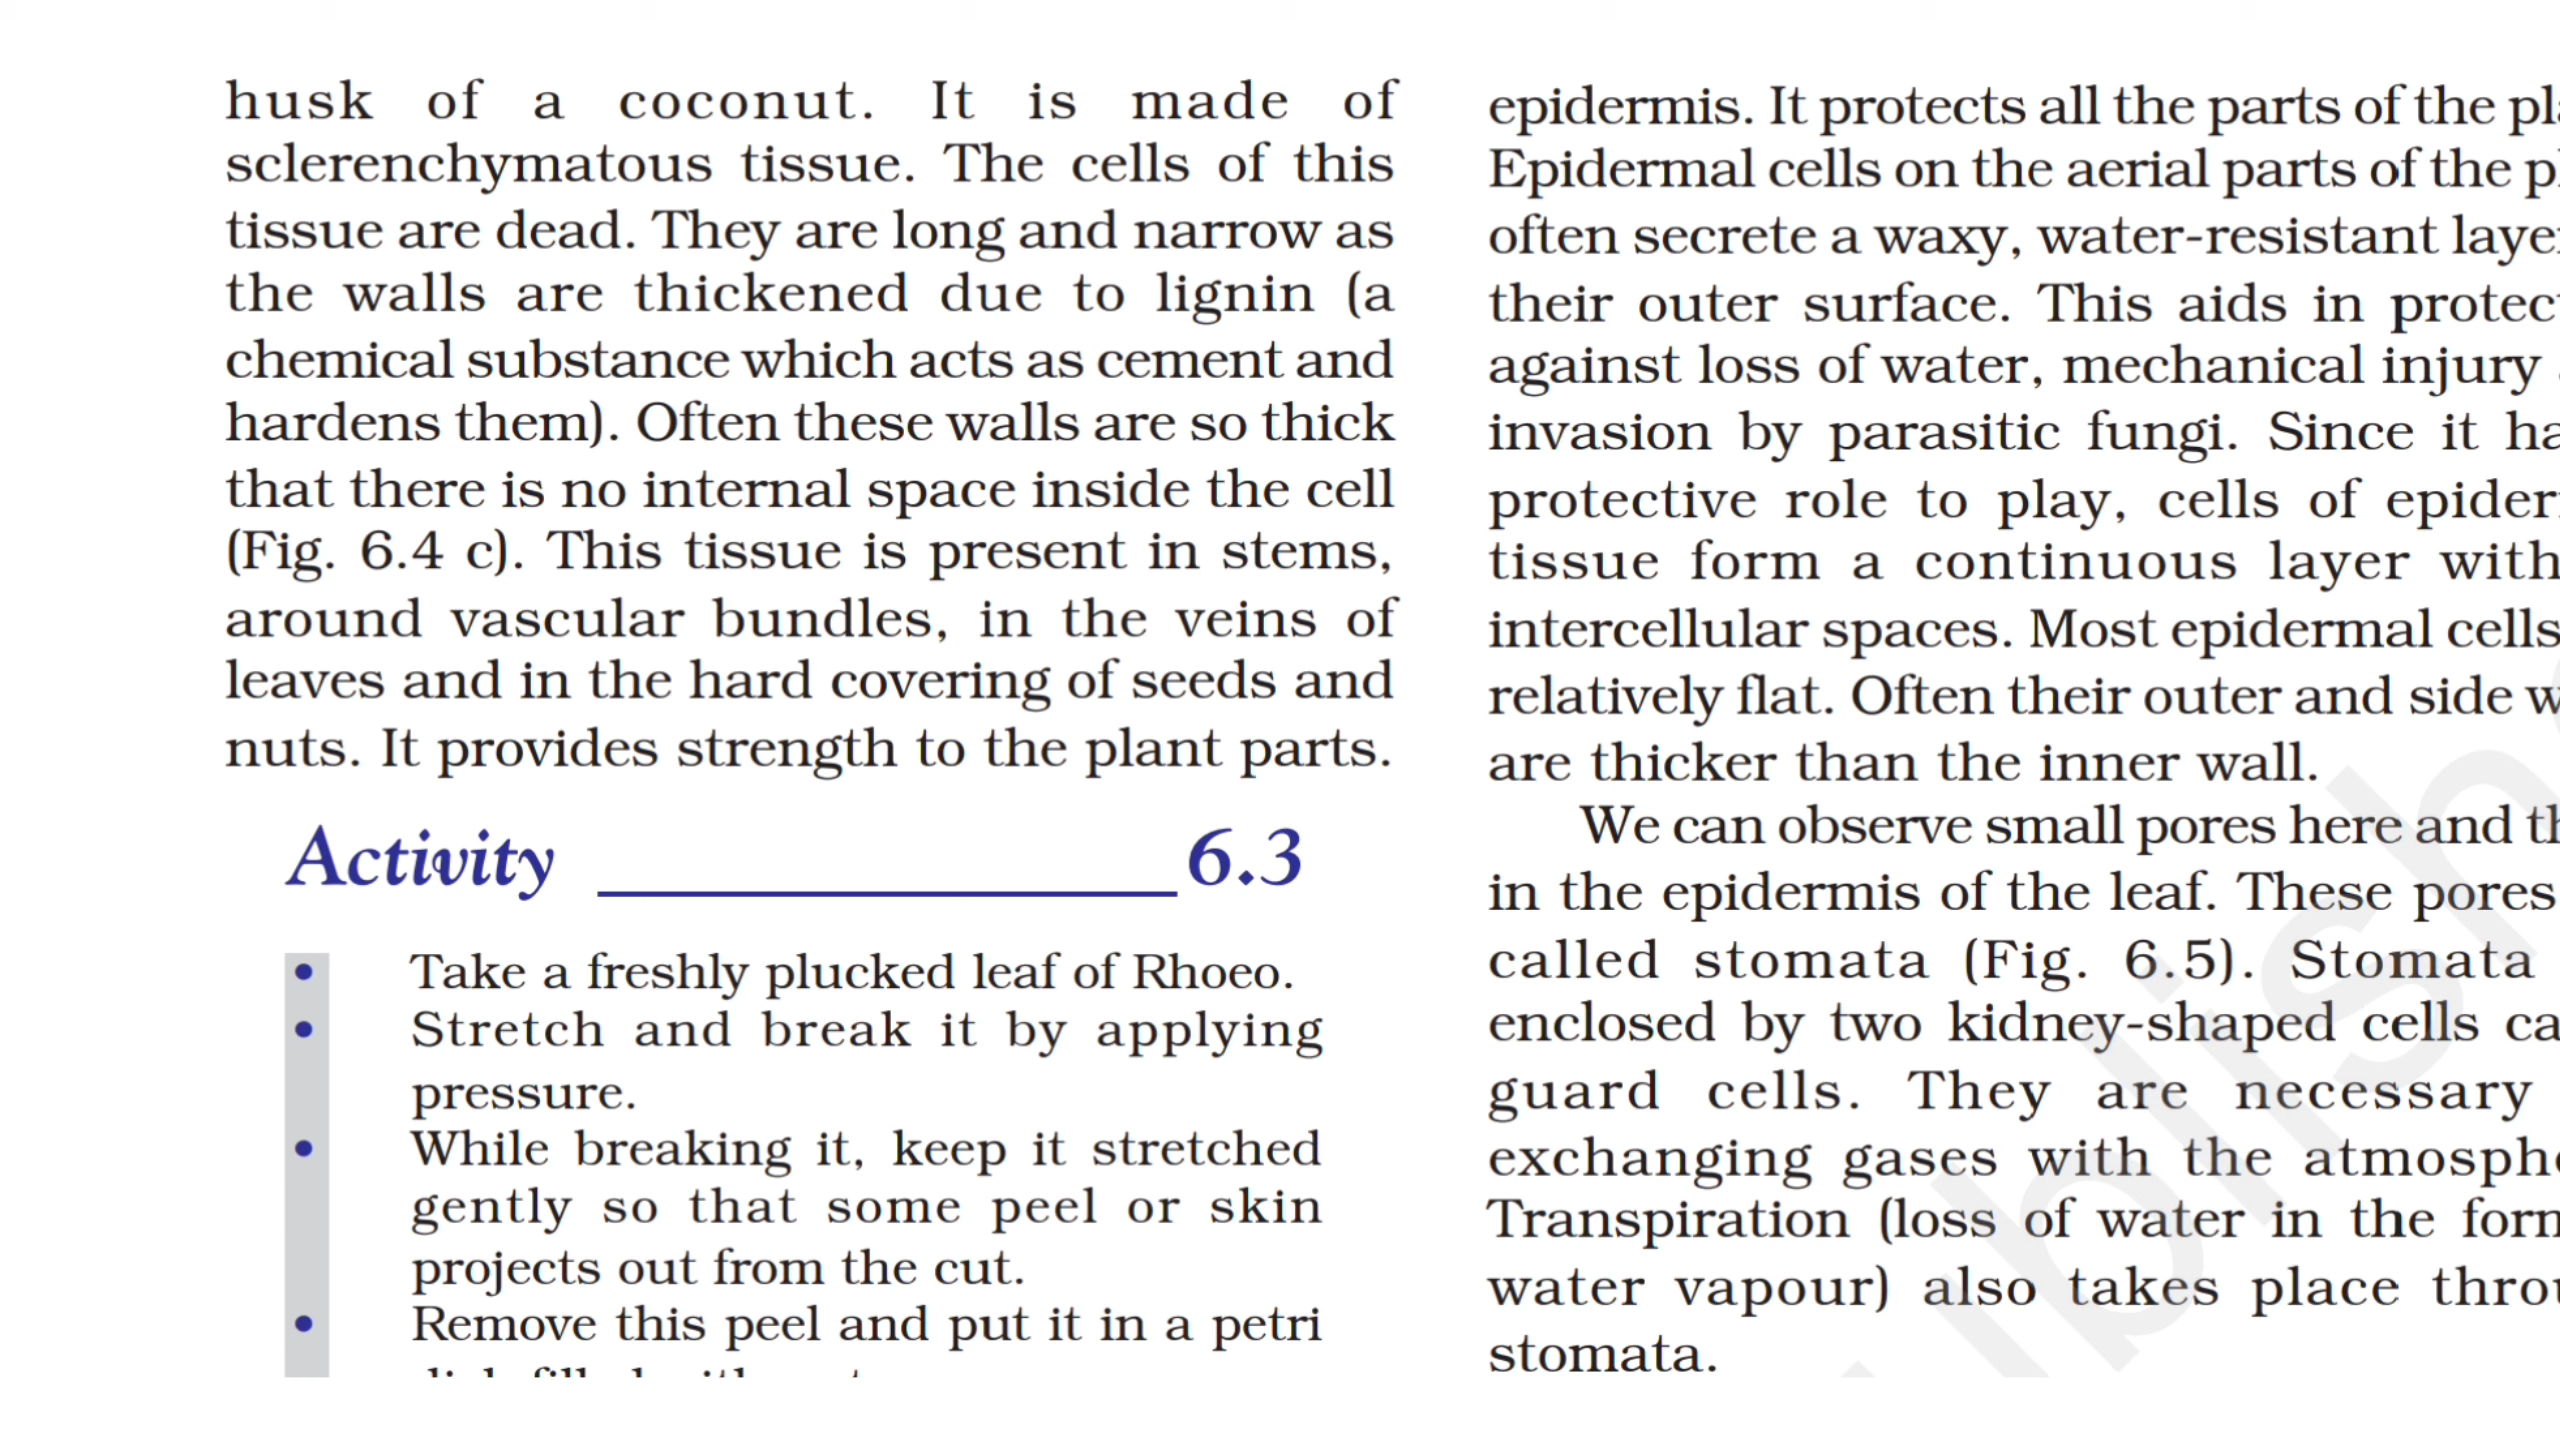 husk of a coconut. It is made of
sclerenchymatous tissue. The cells of this
tissue are dead. They are long and narrow as
the walls are thickened due to lignin (a
chemical substance which acts as cement and
hardens them). Often these walls are so thick
that there is no internal space inside the cell
(Fig. 6.4 c). This tissue is present in stems,
around vascular bundles, in the veins of
leaves and in the hard covering of seeds and
nuts. It provides strength to the plant parts.
Activity 6.3
• Take a freshly plucked leaf of Rhoeo.
• Stretch and break it by applying
pressure.
• While breaking it, keep it stretched
gently so that some peel or skin
projects out from the cut.
• Remove this peel and put it in a petri
epidermis. It protects all the parts of the
Epidermal cells on the aerial parts of the
often secrete a waxy, water-resistant
their outer surface. This aids in
against loss of water, mechanical injury
invasion by parasitic fungi. Since it
protective role to play, cells of
tissue form a continuous layer
intercellular spaces. Most epidermal cells
relatively flat. Often their outer and side
are thicker than the inner wall.
We can observe small pores here and
in the epidermis of the leaf. These pores
called stomata (Fig. 6.5). Stomata
enclosed by two kidney-shaped cells
guard cells. They are necessary
exchanging gases with the
Transpiration (loss of water in the
water vapour) also takes place
stomata.